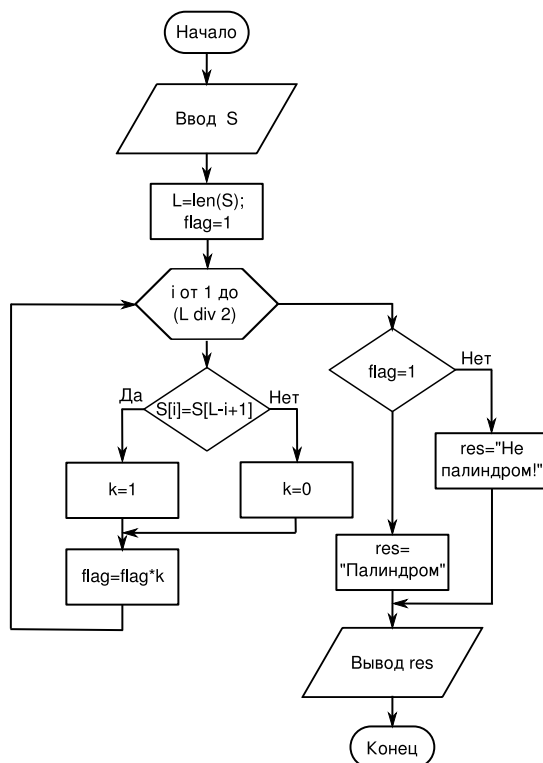 Начало
Ввод S
L=len(S);
flag=1
i от 1 до
(L div 2)
S[i]=S[L-i+1]
Да
Нет
k=1
k=0
flag=flag*k
flag=1
Нет
res="Не
палиндром!"
res=
"Палиндром"
Вывод res
Конец